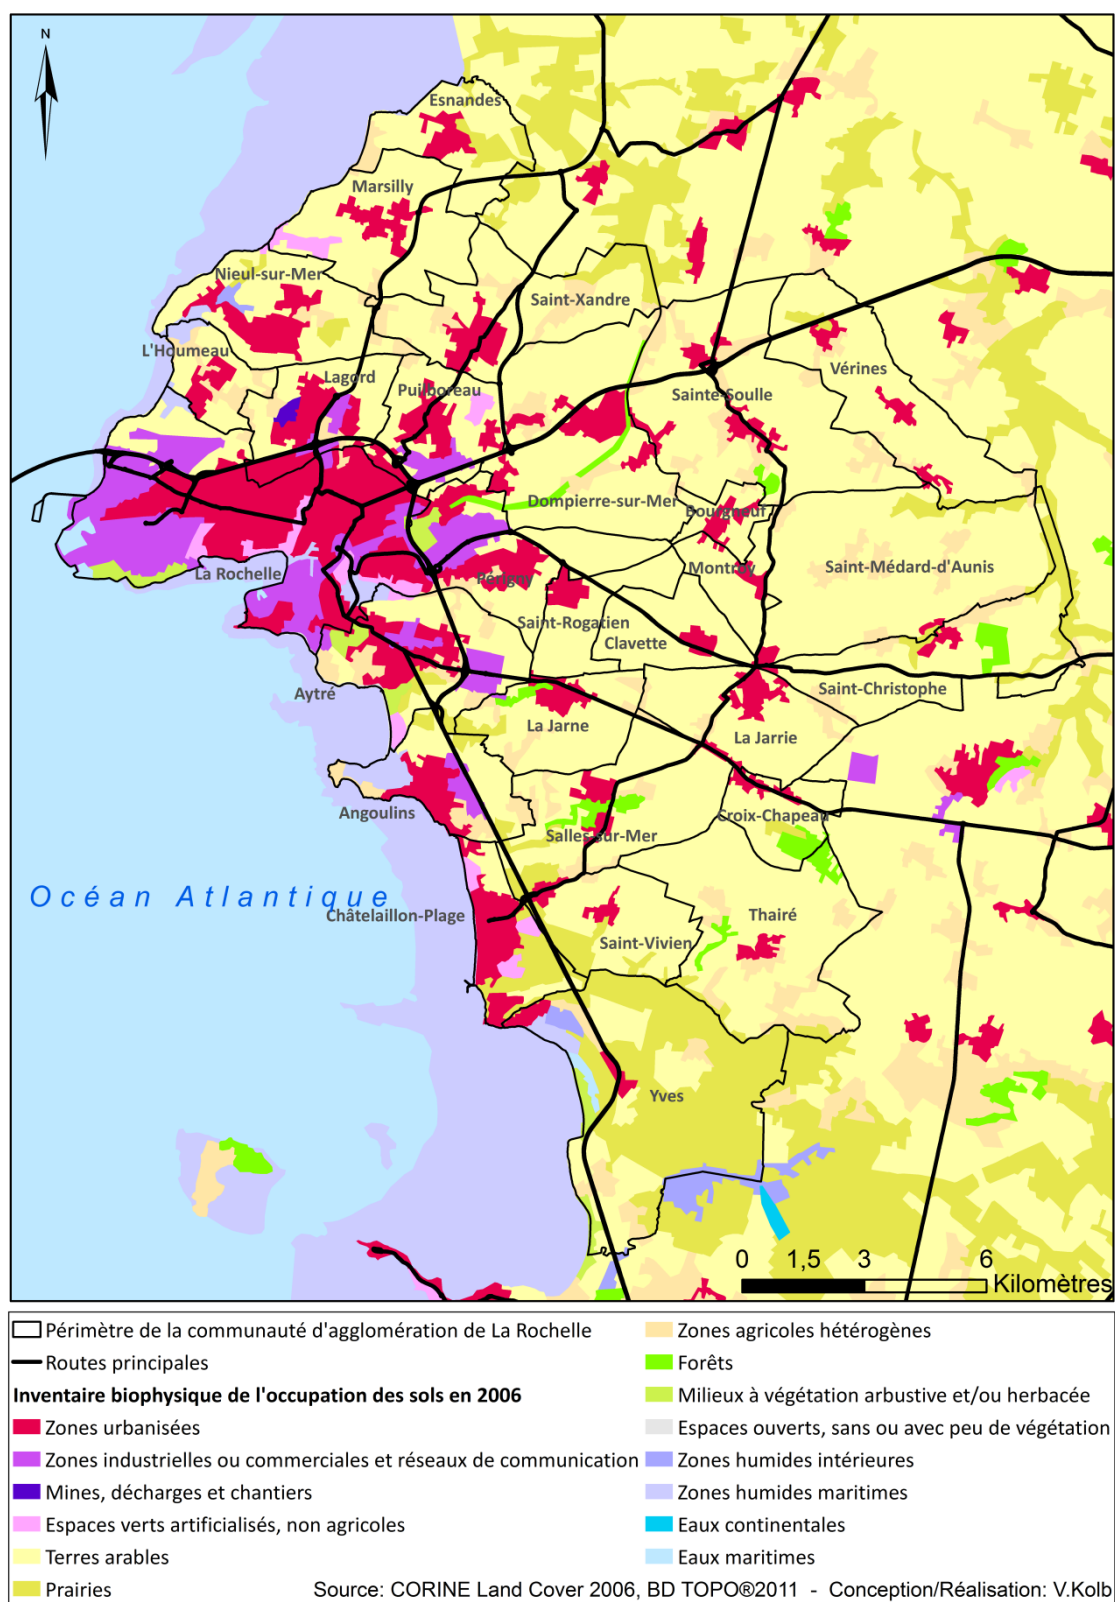 N
Esnandes
Marsilly
Nieul-sur-Mer
Saint-Xandre
L'Houmeau
Lagord
Puilboreau
Vérines
Sainte-Soulle
Dompierre-sur-Mer
Bourgneuf
La Rochelle
Périgny
Montroy
Saint-Médard-d'Aunis
Saint-Rogatien
Clavette
Aytré
Saint-Christophe
La Jarne
La Jarrie
Angoulins
Salles-sur-Mer
Croix-Chapeau
Océan Atlantique
Châtelaillon-Plage
Thairé
Saint-Vivien
Yves
0 1,5 3 6
Kilomètres
Périmètre de la communauté d'agglomération de La Rochelle
Routes principales
Inventaire biophysique de l'occupation des sols en 2006
Zones urbanisées
Zones industrielles ou commerciales et réseaux de communication
Mines, décharges et chantiers
Espaces verts artificialisés, non agricoles
Terres arables
Prairies
Zones agricoles hétérogènes
Forêts
Milieux à végétation arbustive et/ou herbacée
Espaces ouverts, sans ou avec peu de végétation
Zones humides intérieures
Zones humides maritimes
Eaux continentales
Eaux maritimes
Source: CORINE Land Cover 2006, BD TOPO®2011 - Conception/Réalisation: V.Kolb